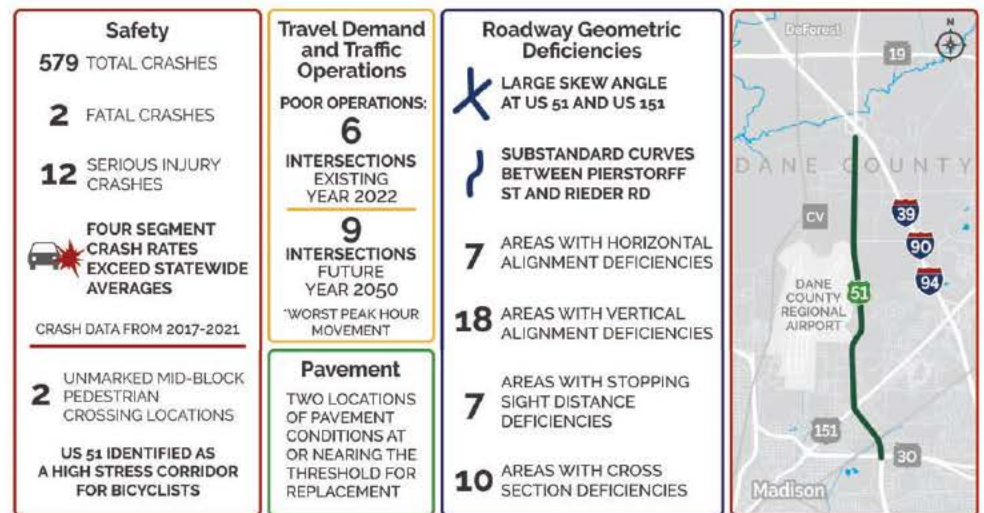 Safety
579 TOTAL CRASHES
2 FATAL CRASHES
12 SERIOUS INJURY
CRASHES
FOUR SEGMENT
CRASH RATES
EXCEED STATEWIDE
AVERAGES
CRASH DATA FROM 2017-2021
2 UNMARKED MID-BLOCK
PEDESTRIAN
CROSSING LOCATIONS
US 51 IDENTIFIED AS
A HIGH STRESS CORRIDOR
FOR BICYCLISTS
Travel Demand
and Traffic
Operations
POOR OPERATIONS:
6
INTERSECTIONS
EXISTING
YEAR 2022
9
INTERSECTIONS
FUTURE
YEAR 2050
*WORST PEAK HOUR
MOVEMENT
Pavement
TWO LOCATIONS
OF PAVEMENT
CONDITIONS AT
OR NEARING THE
THRESHOLD FOR
REPLACEMENT
Roadway Geometric
Deficiencies
LARGE SKEW ANGLE
AT US 51 AND US 151
SUBSTANDARD CURVES
BETWEEN PIERSTORFF
ST AND RIEDER RD
7 AREAS WITH HORIZONTAL
ALIGNMENT DEFICIENCIES
18 AREAS WITH VERTICAL
ALIGNMENT DEFICIENCIES
7 AREAS WITH STOPPING
SIGHT DISTANCE
DEFICIENCIES
10 AREAS WITH CROSS
SECTION DEFICIENCIES
N
DeForest
19
DANE COUNTY
CV
39
90
94
DANE
COUNTY
REGIONAL
AIRPORT
51
151
30
Madison